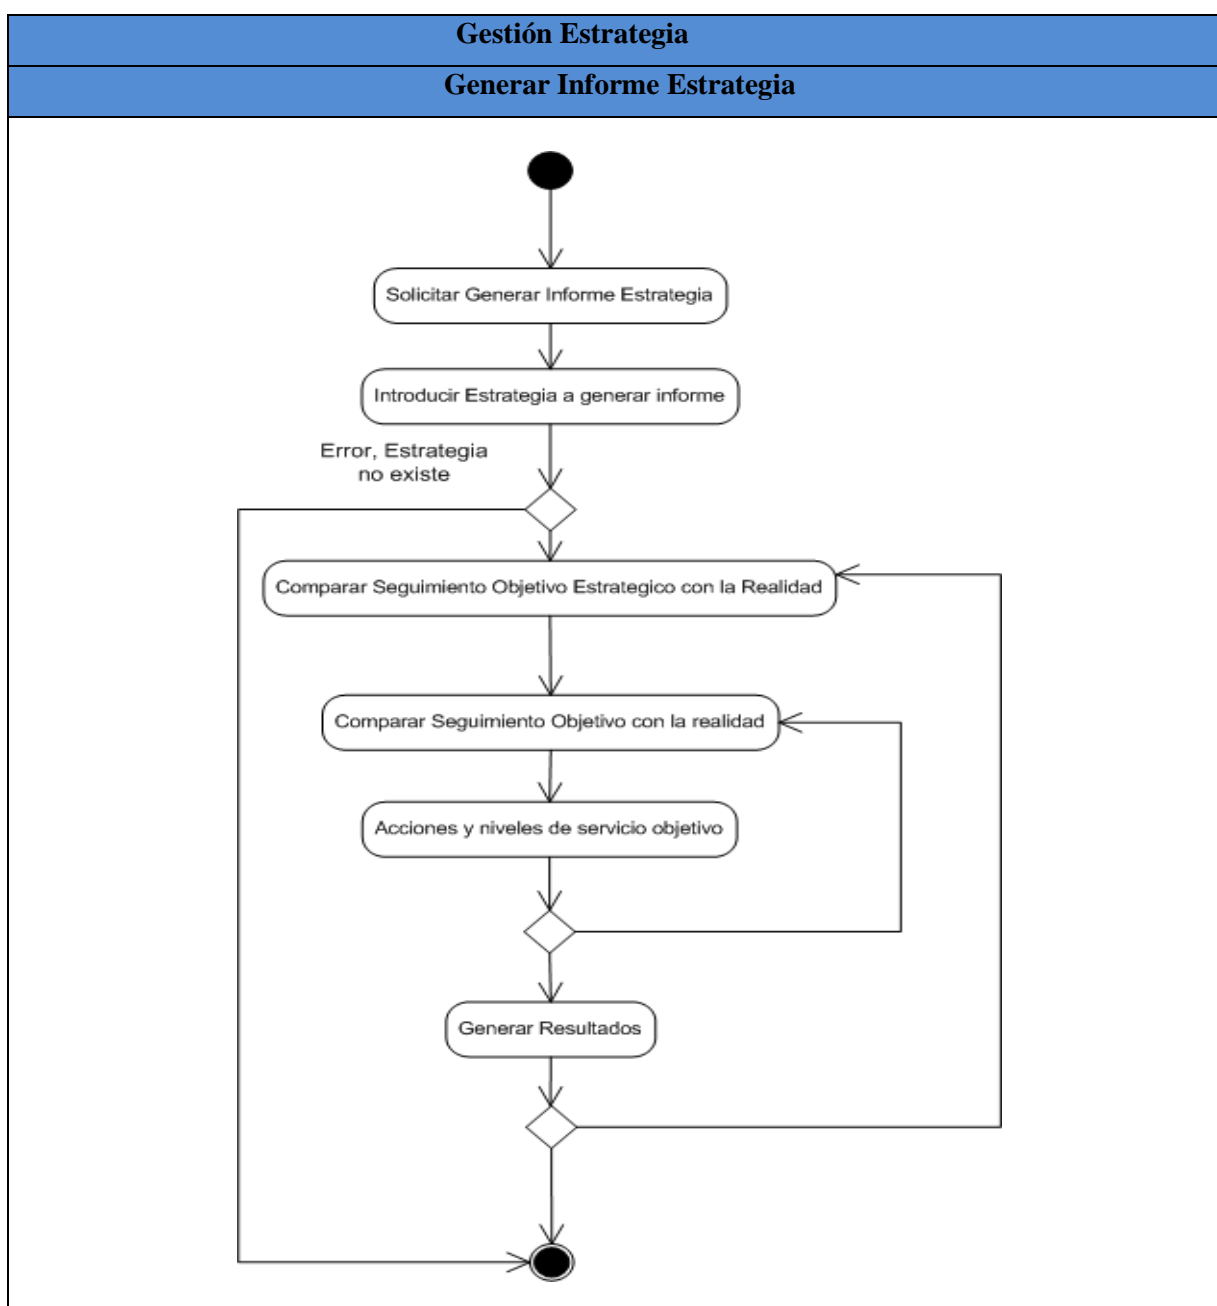 Gestión Estrategia
Generar Informe Estrategia
Solicitar Generar Informe Estrategia
Introducir Estrategia a generar informe
Error, Estrategia
no existe
Comparar Seguimiento Objetivo Estrategico con la Realidad
Comparar Seguimiento Objetivo con la realidad
Acciones y niveles de servicio objetivo
Generar Resultados